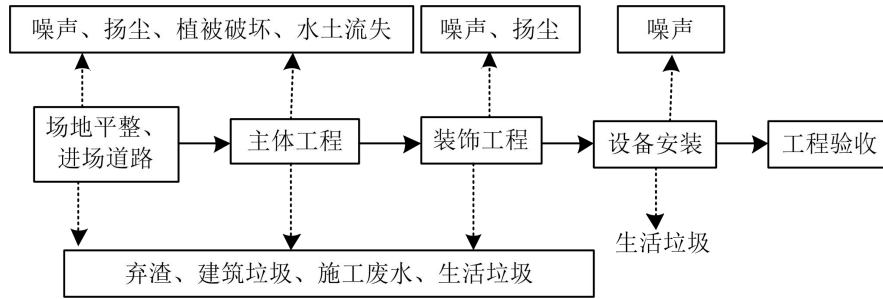 噪声、扬尘、植被破坏、水土流失
噪声、扬尘
噪声
场地平整、
进场道路
主体工程
装饰工程
设备安装
工程验收
生活垃圾
弃渣、建筑垃圾、施工废水、生活垃圾